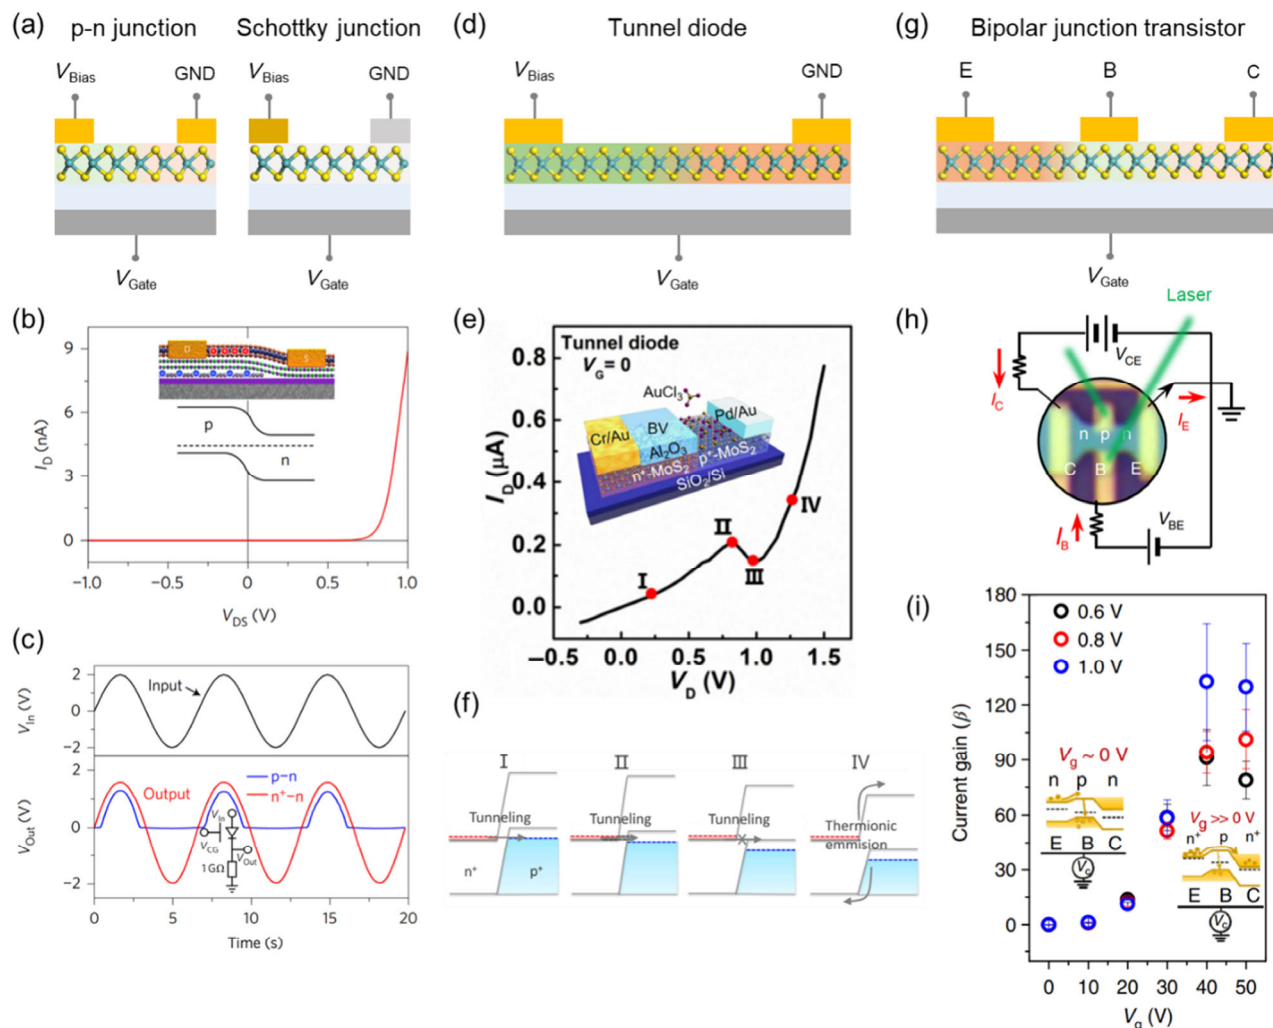 (a)
p-n junction
Schottky junction
V_Bias
GND
V_Bias
GND
V_Gate
V_Gate
(d)
Tunnel diode
V_Bias
GND
V_Gate
(g)
Bipolar junction transistor
E
B
C
V_Gate
(b)
I_D (nA)
9
6
3
0
D
S
p
n
−1.0
−0.5
0
0.5
1.0
V_DS (V)
(c)
V_In (V)
2
0
−2
Input
V_Out (V)
2
0
−2
Output
p–n
n⁺–n
V_In
V_CG
V_Out
1GΩ
0
5
10
15
20
Time (s)
(e)
Tunnel diode
V_G = 0
I_D (μA)
0.8
0.6
0.4
0.2
0.0
AuCl₃
Pd/Au
Cr/Au
BV
Al₂O₃
n⁺-MoS₂
p⁺-MoS₂
SiO₂/Si
I
II
III
IV
−0.5
0.0
0.5
1.0
1.5
V_D (V)
(f)
I
II
III
IV
Tunneling
Tunneling
Tunneling
Thermionic
emmision
n⁺
p⁺
(h)
Laser
V_CE
I_C
I_E
n
p
n
C
B
E
I_B
V_BE
(i)
Current gain (β)
180
150
120
90
60
30
0
0.6 V
0.8 V
1.0 V
V_g ~ 0 V
n p n
E B C
V_g >> 0 V
n⁺ p n⁺
E B C
0
10
20
30
40
50
V_g (V)